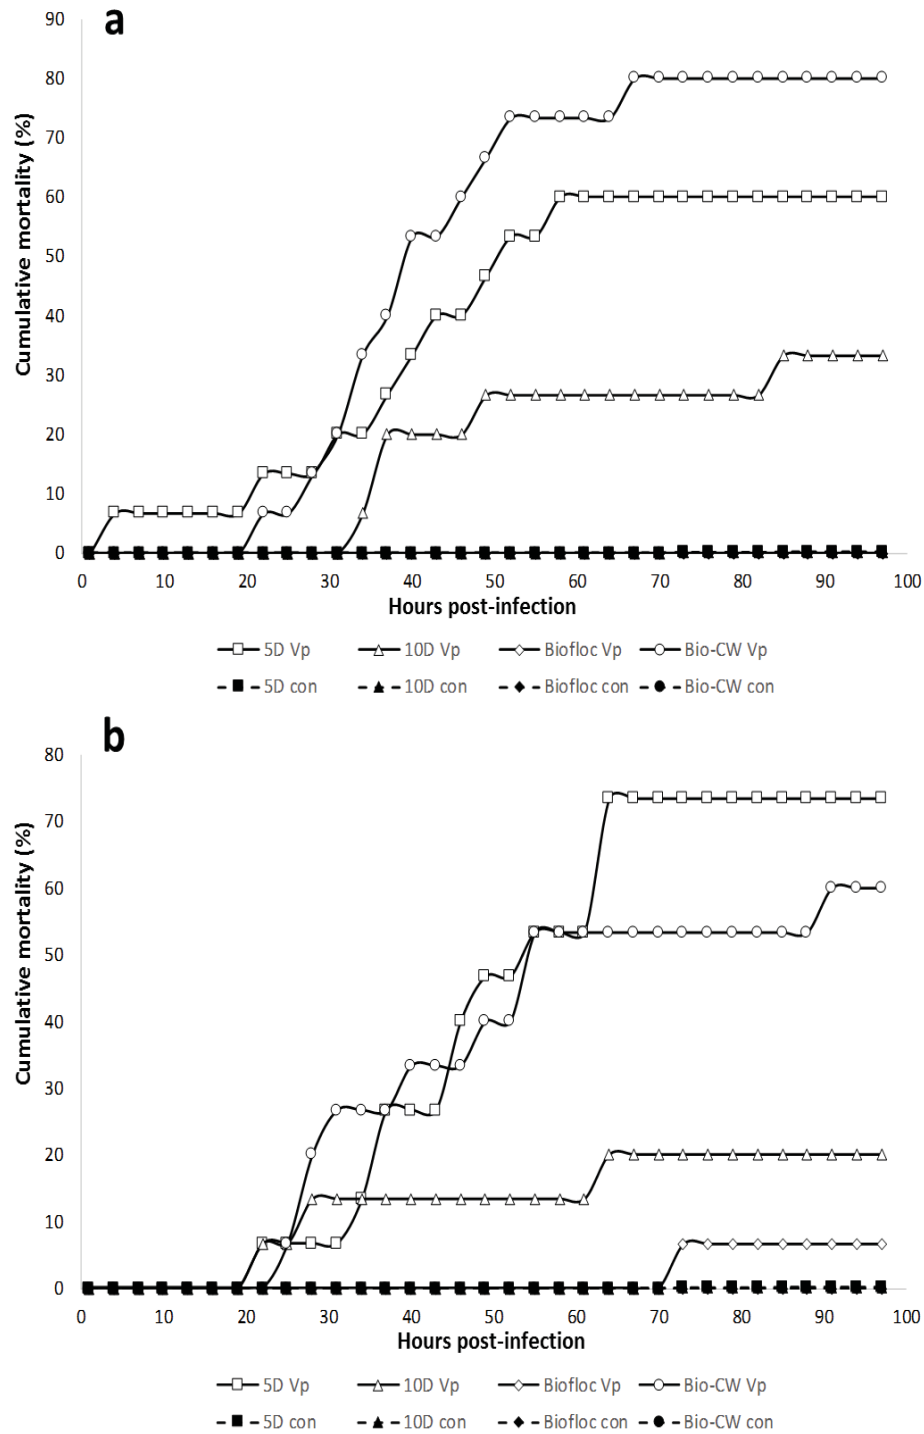 a
90
80
70
60
50
40
30
20
10
0
Cumulative mortality (%)
0 10 20 30 40 50 60 70 80 90 100
Hours post-infection
5D Vp 10D Vp Biofloc Vp Bio-CW Vp
5D con 10D con Biofloc con Bio-CW con
b
80
70
60
50
40
30
20
10
0
Cumulative mortality (%)
0 10 20 30 40 50 60 70 80 90 100
Hours post-infection
5D Vp 10D Vp Biofloc Vp Bio-CW Vp
5D con 10D con Biofloc con Bio-CW con